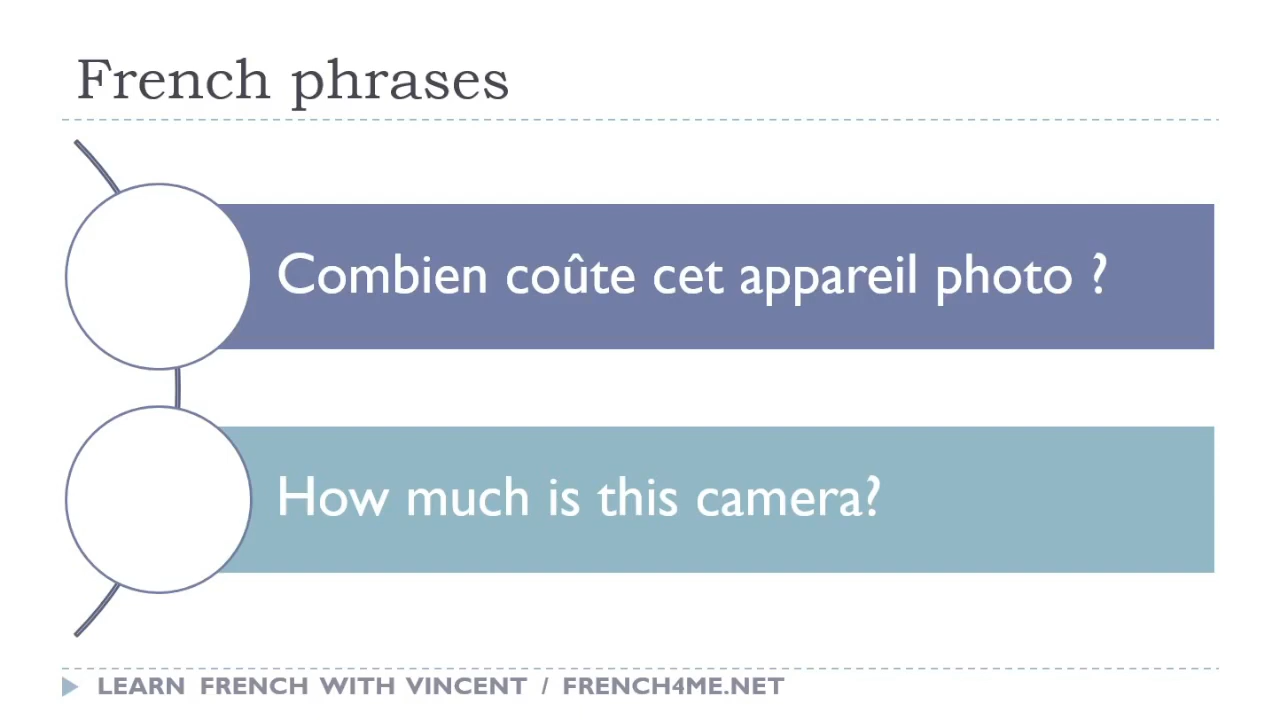 French phrases
Combien coûte cet appareil photo ?
How much is this camera?
LEARN FRENCH WITH VINCENT / FRENCH4ME.NET